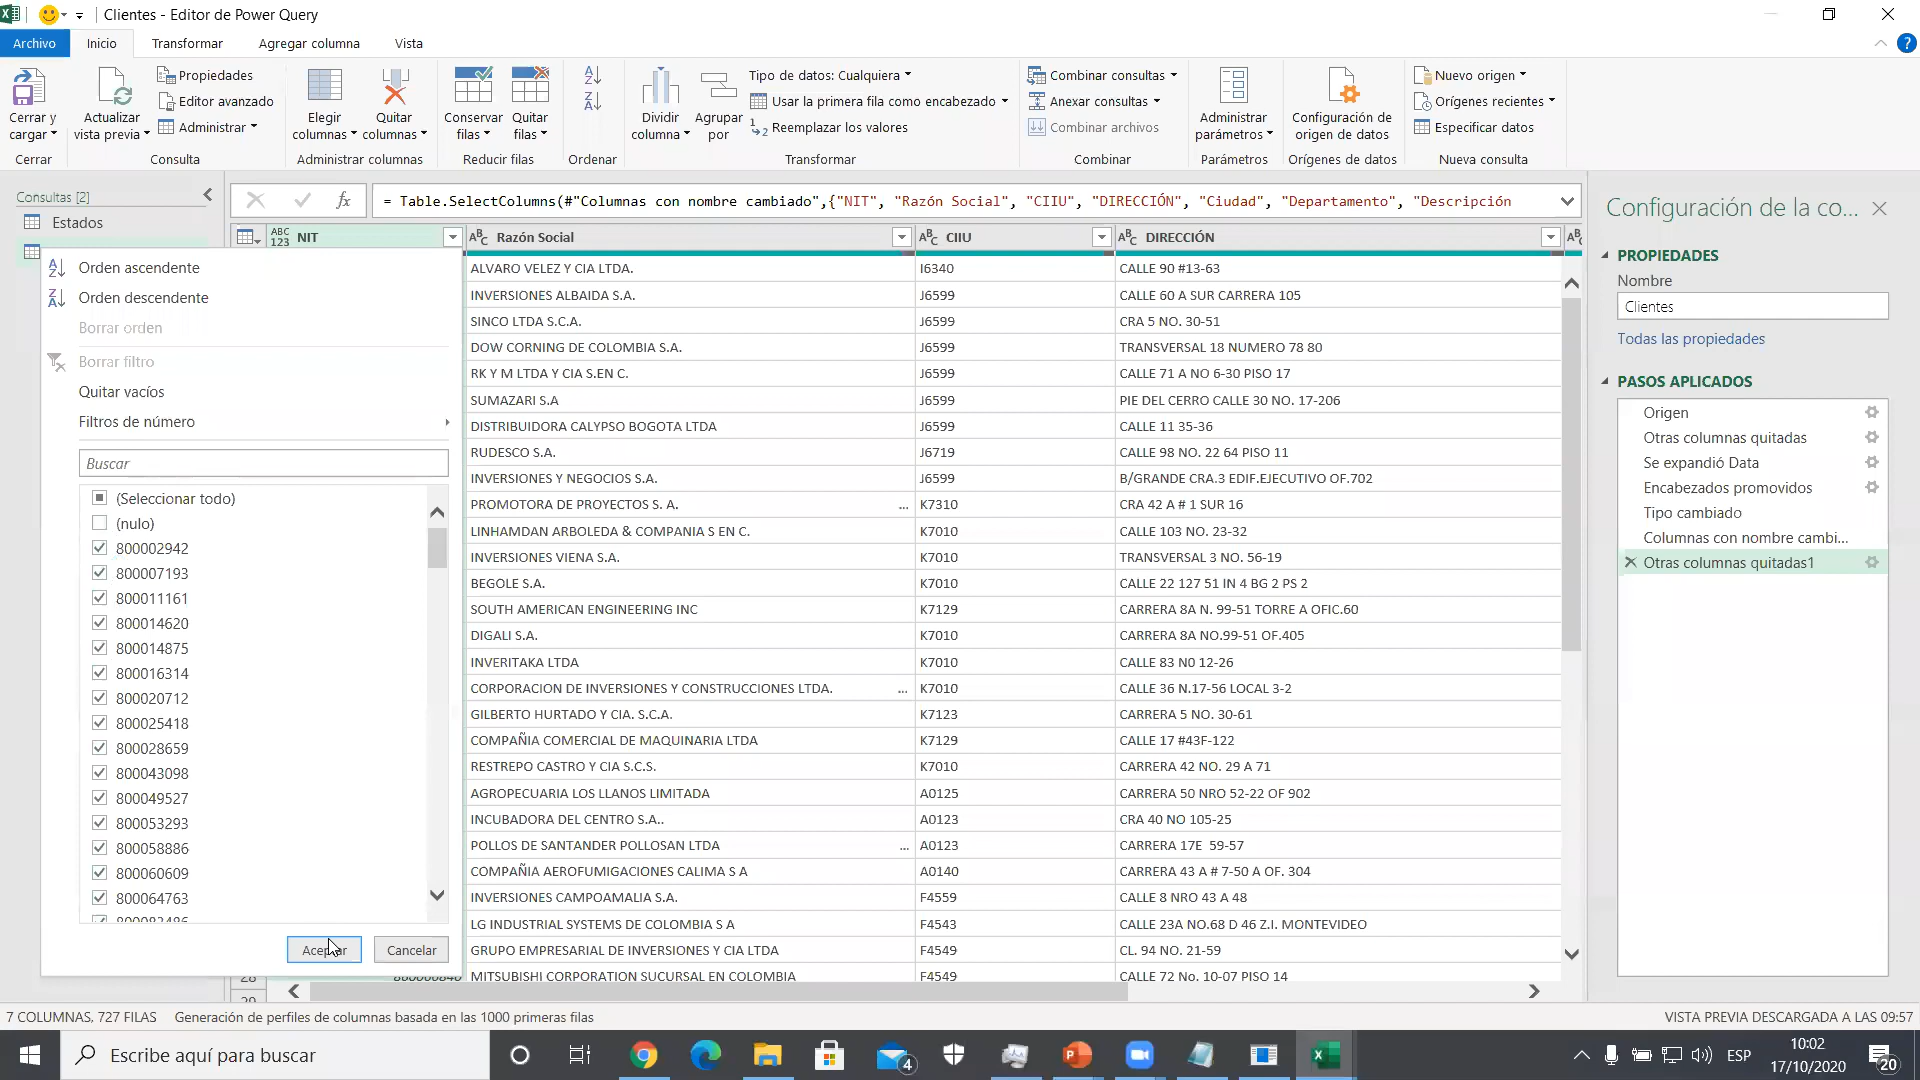 Clientes - Editor de Power Query
Archivo Inicio Transformar Agregar columna Vista
Cerrar y cargar
Cerrar
Actualizar vista previa
Propiedades
Editor avanzado
Administrar
Consulta
Elegir columnas
Quitar columnas
Administrar columnas
Conservar filas
Quitar filas
Reducir filas
Ordenar
Dividir columna
Agrupar por
Tipo de datos: Cualquiera
Usar la primera fila como encabezado
Reemplazar los valores
Transformar
Combinar consultas
Anexar consultas
Combinar archivos
Combinar
Administrar parámetros
Parámetros
Configuración de origen de datos
Orígenes de datos
Nuevo origen
Orígenes recientes
Especificar datos
Nueva consulta
Consultas [2]
Estados
= Table.SelectColumns(#"Columnas con nombre cambiado",{"NIT", "Razón Social", "CIIU", "DIRECCIÓN", "Ciudad", "Departamento", "Descripción
ABC 123 NIT
Orden ascendente
Orden descendente
Borrar orden
Borrar filtro
Quitar vacíos
Filtros de número
Buscar
(Seleccionar todo)
(nulo)
800002942
800007193
800011161
800014620
800014875
800016314
800020712
800025418
800028659
800043098
800049527
800053293
800058886
800060609
800064763
Aceptar Cancelar
28
29
ABC Razón Social ABC CIIU ABC DIRECCIÓN
ALVARO VELEZ Y CIA LTDA. I6340 CALLE 90 #13-63
INVERSIONES ALBAIDA S.A. J6599 CALLE 60 A SUR CARRERA 105
SINCO LTDA S.C.A. J6599 CRA 5 NO. 30-51
DOW CORNING DE COLOMBIA S.A. J6599 TRANSVERSAL 18 NUMERO 78 80
RK Y M LTDA Y CIA S.EN C. J6599 CALLE 71 A NO 6-30 PISO 17
SUMAZARI S.A J6599 PIE DEL CERRO CALLE 30 NO. 17-206
DISTRIBUIDORA CALYPSO BOGOTA LTDA J6599 CALLE 11 35-36
RUDESCO S.A. J6719 CALLE 98 NO. 22 64 PISO 11
INVERSIONES Y NEGOCIOS S.A. J6599 B/GRANDE CRA.3 EDIF.EJECUTIVO OF.702
PROMOTORA DE PROYECTOS S. A. ... K7310 CRA 42 A # 1 SUR 16
LINHAMDAN ARBOLEDA & COMPANIA S EN C. K7010 CALLE 103 NO. 23-32
INVERSIONES VIENA S.A. K7010 TRANSVERSAL 3 NO. 56-19
BEGOLE S.A. K7010 CALLE 22 127 51 IN 4 BG 2 PS 2
SOUTH AMERICAN ENGINEERING INC K7129 CARRERA 8A N. 99-51 TORRE A OFIC.60
DIGALI S.A. K7010 CARRERA 8A NO.99-51 OF.405
INVERITAKA LTDA K7010 CALLE 83 N0 12-26
CORPORACION DE INVERSIONES Y CONSTRUCCIONES LTDA. ... K7010 CALLE 36 N.17-56 LOCAL 3-2
GILBERTO HURTADO Y CIA. S.C.A. K7123 CARRERA 5 NO. 30-61
COMPAÑIA COMERCIAL DE MAQUINARIA LTDA K7129 CALLE 17 #43F-122
RESTREPO CASTRO Y CIA S.C.S. K7010 CARRERA 42 NO. 29 A 71
AGROPECUARIA LOS LLANOS LIMITADA A0125 CARRERA 50 NRO 52-22 OF 902
INCUBADORA DEL CENTRO S.A.. A0123 CRA 40 NO 105-25
POLLOS DE SANTANDER POLLOSAN LTDA ... A0123 CARRERA 17E 59-57
COMPAÑIA AEROFUMIGACIONES CALIMA S A A0140 CARRERA 43 A # 7-50 A OF. 304
INVERSIONES CAMPOAMALIA S.A. F4559 CALLE 8 NRO 43 A 48
LG INDUSTRIAL SYSTEMS DE COLOMBIA S A F4543 CALLE 23A NO.68 D 46 Z.I. MONTEVIDEO
GRUPO EMPRESARIAL DE INVERSIONES Y CIA LTDA F4549 CL. 94 NO. 21-59
MITSUBISHI CORPORATION SUCURSAL EN COLOMBIA F4549 CALLE 72 No. 10-07 PISO 14
Configuración de la co...
PROPIEDADES
Nombre
Clientes
Todas las propiedades
PASOS APLICADOS
Origen
Otras columnas quitadas
Se expandió Data
Encabezados promovidos
Tipo cambiado
Columnas con nombre cambi...
Otras columnas quitadas1
7 COLUMNAS, 727 FILAS Generación de perfiles de columnas basada en las 1000 primeras filas VISTA PREVIA DESCARGADA A LAS 09:57
Escribe aquí para buscar
4
ESP
10:02
17/10/2020
20